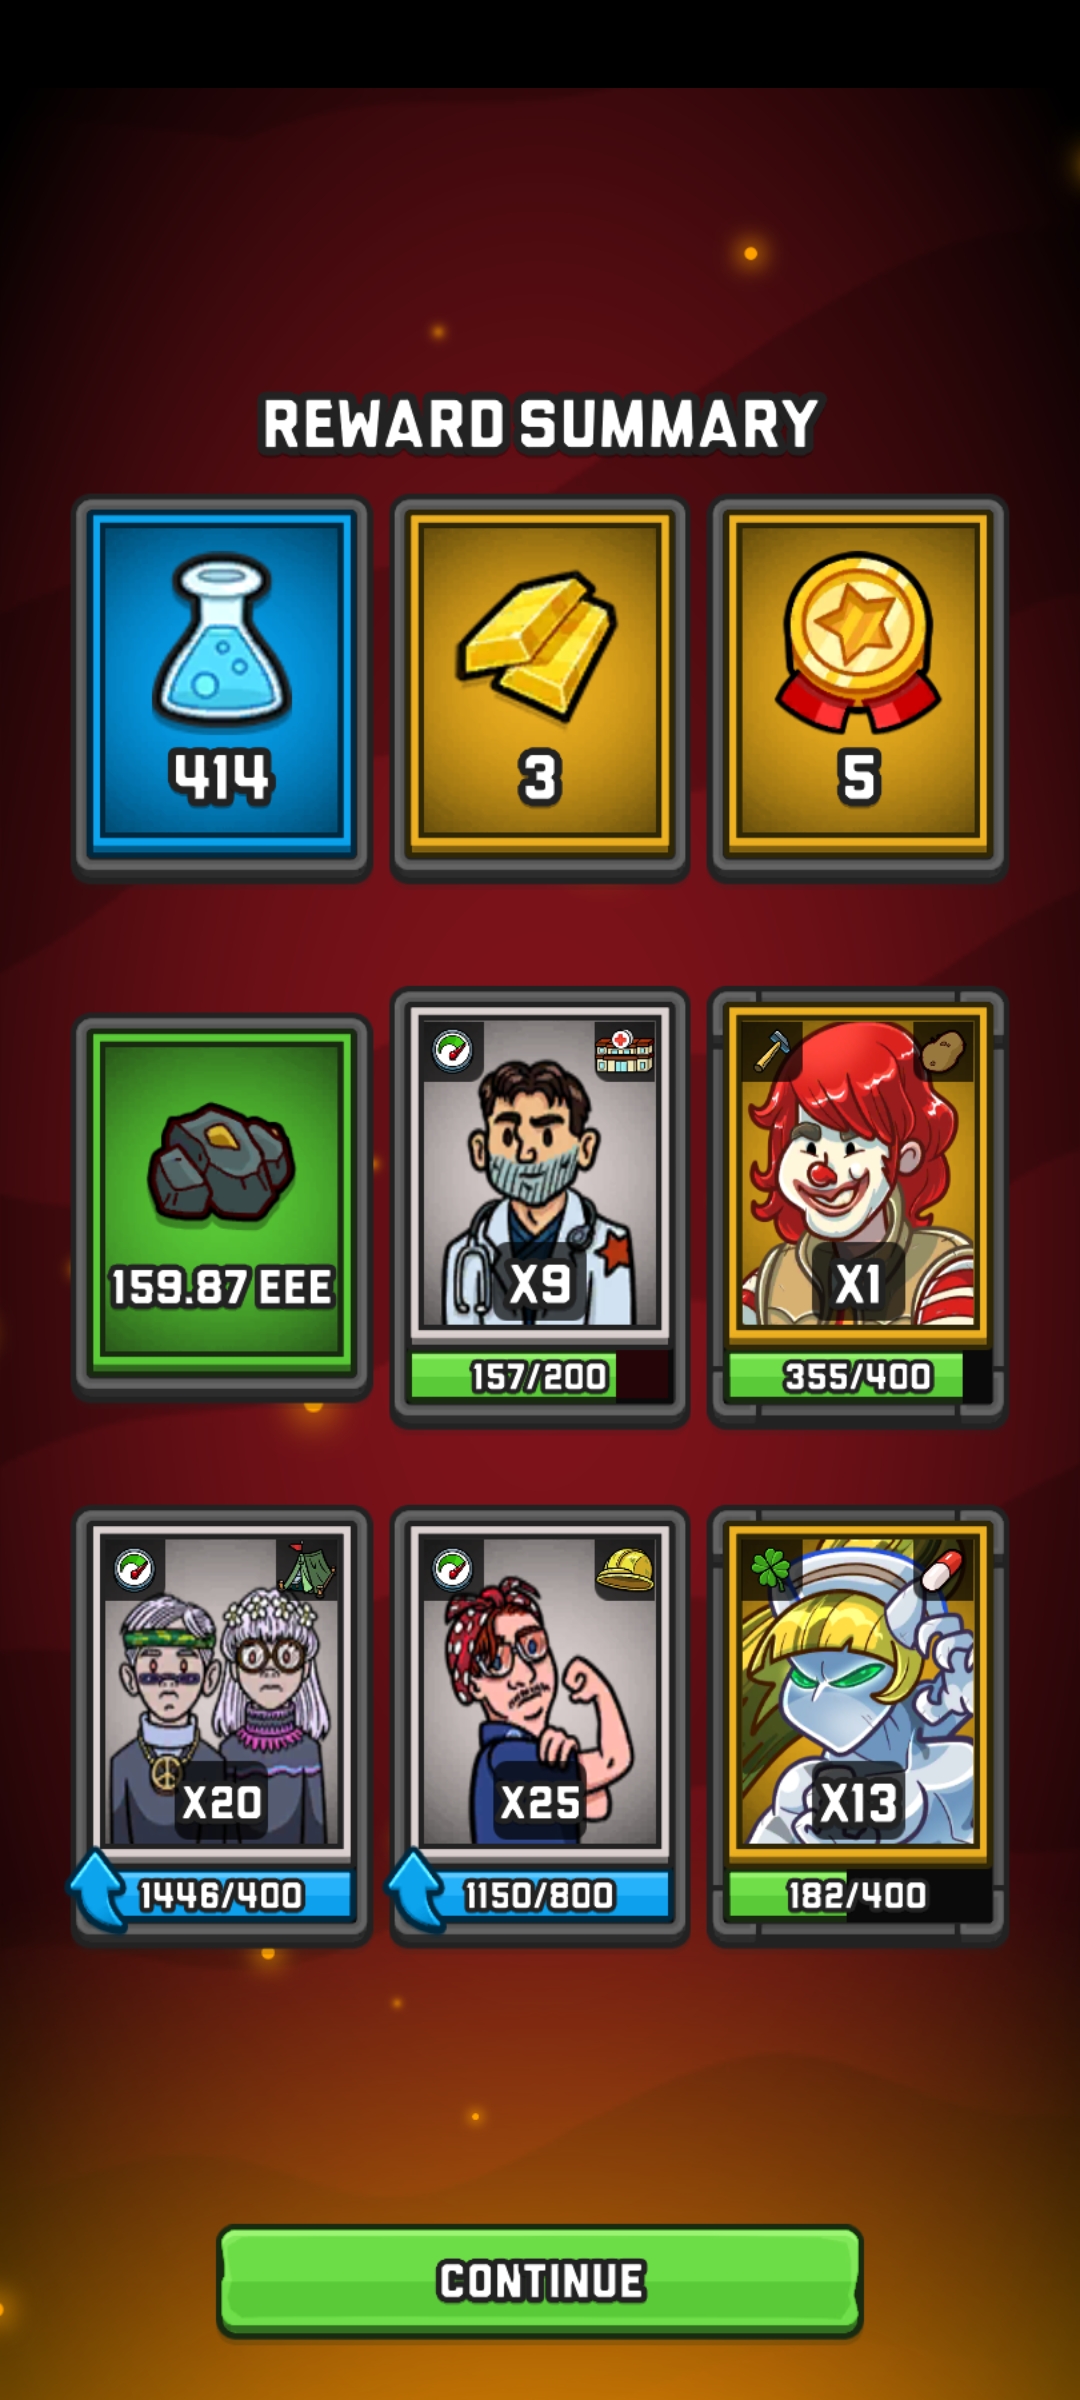 REWARD SUMMARY
414
3
5
159.87 EEE
X9
157/200
X1
355/400
X20
1446/400
X25
1150/800
X13
182/400
CONTINUE